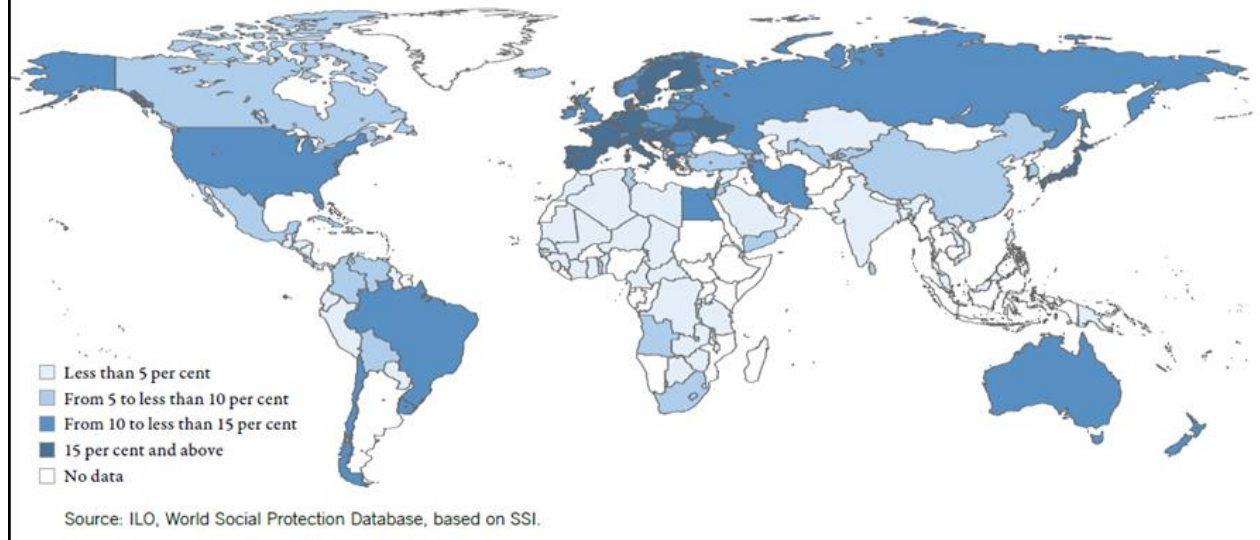 Less than 5 per cent
From 5 to less than 10 per cent
From 10 to less than 15 per cent
15 per cent and above
No data
Source: ILO, World Social Protection Database, based on SSI.